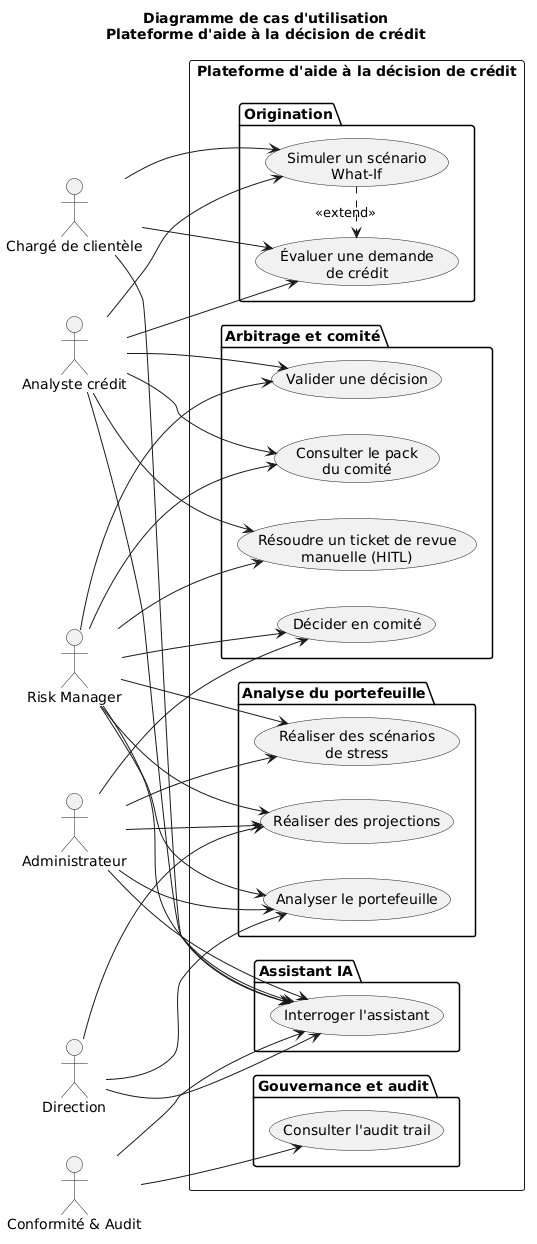 Diagramme de cas d'utilisation
Plateforme d'aide à la décision de crédit
Plateforme d'aide à la décision de crédit
Origination
Simuler un scénario
What-If
«extend»
Évaluer une demande
de crédit
Chargé de clientèle
Arbitrage et comité
Valider une décision
Analyste crédit
Consulter le pack
du comité
Résoudre un ticket de revue
manuelle (HITL)
Décider en comité
Risk Manager
Analyse du portefeuille
Réaliser des scénarios
de stress
Réaliser des projections
Administrateur
Analyser le portefeuille
Assistant IA
Interroger l'assistant
Gouvernance et audit
Direction
Consulter l'audit trail
Conformité & Audit